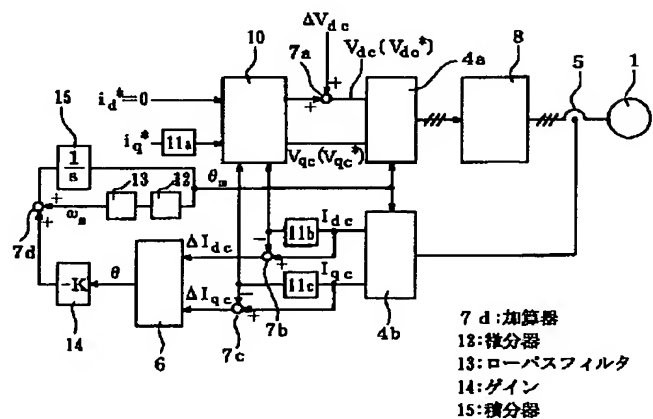 ΔVdc
10
7a
Vdc(Vdc*)
4a
8
5
1
15
id*=0
+
+
iq*
11a
1/s
13
12
θm
Vqc(Vqc*)
+
ωm
+
7d
ΔIdc
−
11b
Idc
+
θ
ΔIqc
−
11c
Iqc
+
-K
7b
14
6
7c
4b
7d:加算器
12:微分器
13:ローパスフィルタ
14:ゲイン
15:積分器